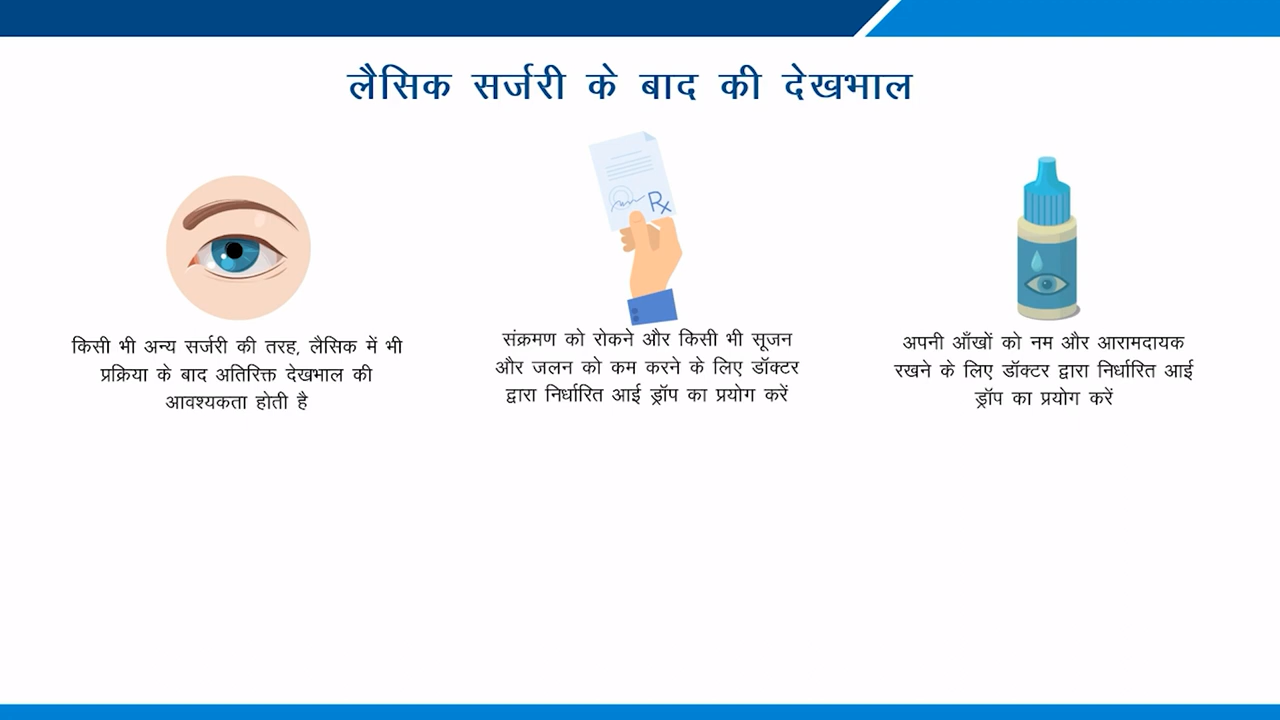 लैसिक सर्जरी के बाद की देखभाल
Rx
किसी भी अन्य सर्जरी की तरह, लैसिक में भी
प्रक्रिया के बाद अतिरिक्त देखभाल की
आवश्यकता होती है
संक्रमण को रोकने और किसी भी सूजन
और जलन को कम करने के लिए डॉक्टर
द्वारा निर्धारित आई ड्रॉप का प्रयोग करें
अपनी आँखों को नम और आरामदायक
रखने के लिए डॉक्टर द्वारा निर्धारित आई
ड्रॉप का प्रयोग करें